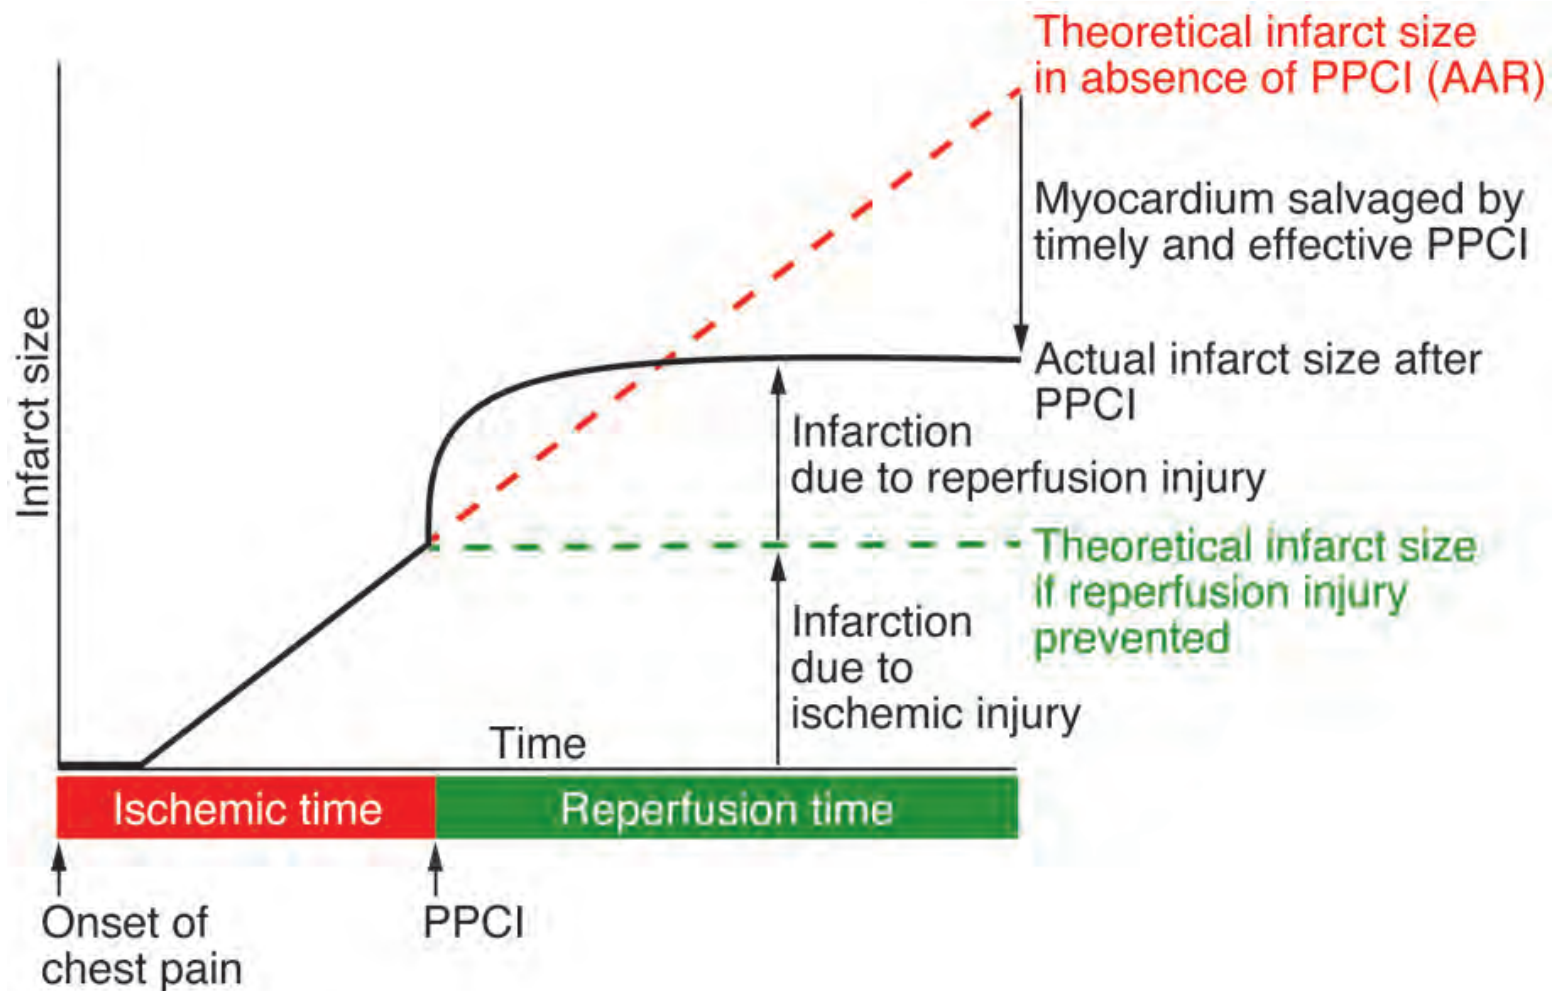 Theoretical infarct size
in absence of PPCI (AAR)
Myocardium salvaged by
timely and effective PPCI
Actual infarct size after
PPCI
Infarct size
Infarction
due to reperfusion injury
Theoretical infarct size
if reperfusion injury
prevented
Infarction
due to
ischemic injury
Time
Ischemic time
Reperfusion time
Onset of
chest pain
PPCI